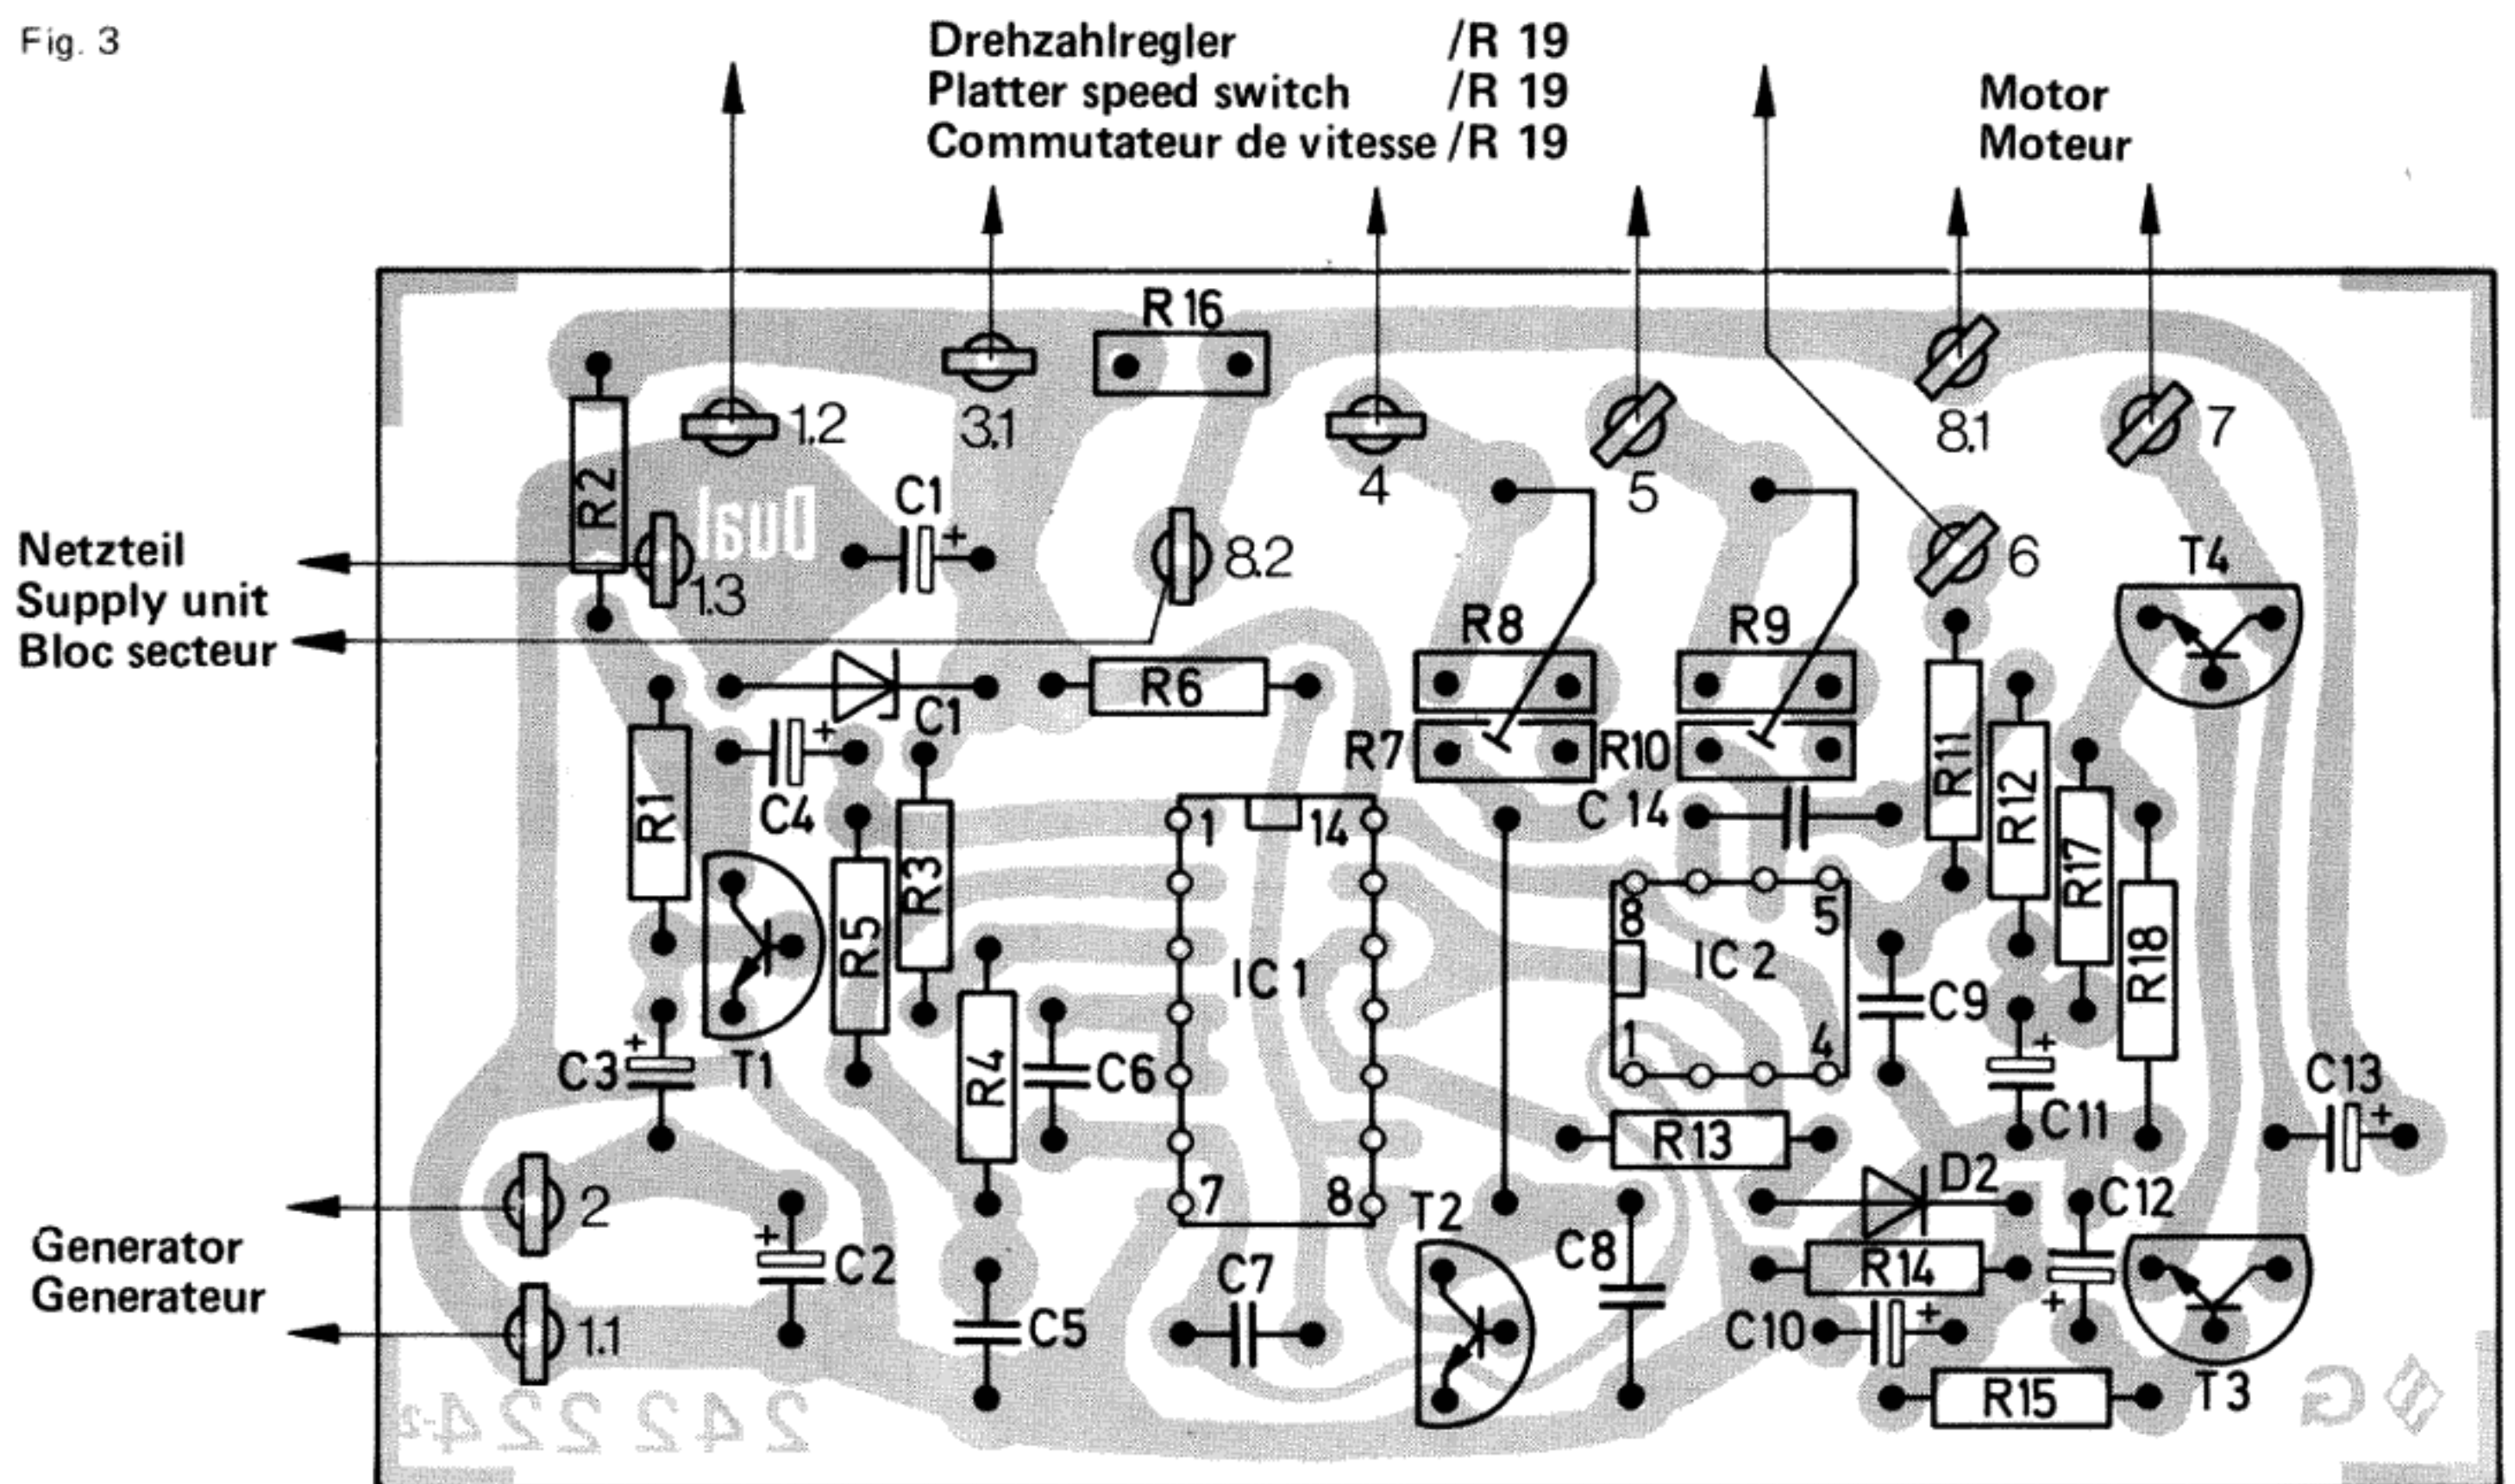 Fig. 3
Drehzahlregler /R 19
Platter speed switch /R 19
Commutateur de vitesse /R 19
Motor
Moteur
R 16
1.2
3.1
4
5
8.1
7
R2
Dual
C1
+
8.2
6
T4
Netzteil
Supply unit
Bloc secteur
1.3
R8
R9
R6
C1
R7
R10
R11
R12
R1
C4
+
1
14
C 14
R3
R17
R5
8
5
IC 1
IC 2
R18
C9
C3
+
T1
R4
C6
1
4
+
C11
C13
+
R13
2
7
8
T2
D2
C12
Generator
Generateur
+
C2
C7
C8
R14
+
1.1
C5
C10
+
R15
T3
242 224-2
G